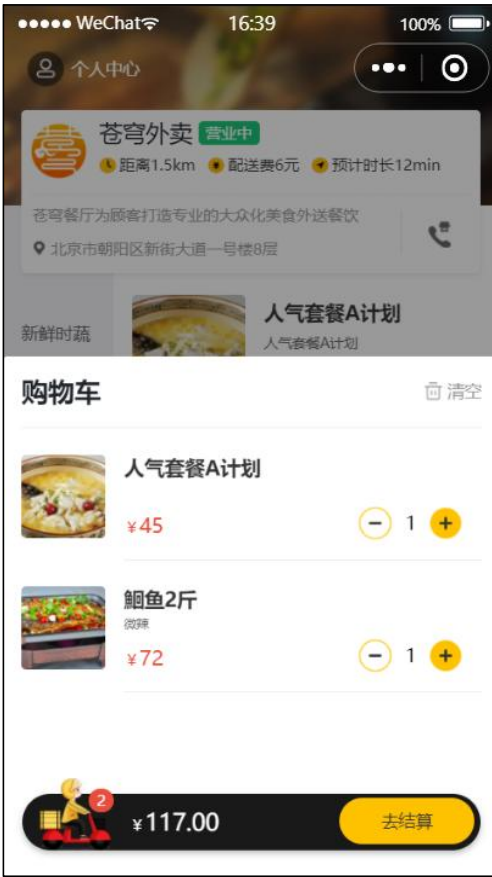 ●●●●● WeChat 16:39 100%
个人中心
苍穹外卖 营业中
距离1.5km 配送费6元 预计时长12min
苍穹餐厅为顾客打造专业的大众化美食外送餐饮
北京市朝阳区新街大道一号楼8层
新鲜时蔬
人气套餐A计划
人气套餐A计划
购物车
清空
人气套餐A计划
¥45
1
鮰鱼2斤
微辣
¥72
1
2
¥117.00
去结算